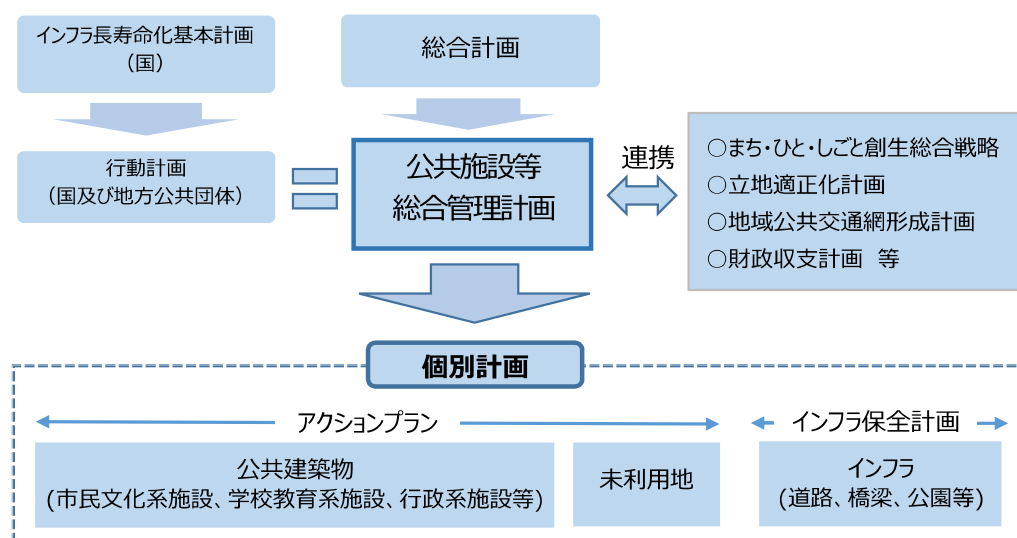 インフラ長寿命化基本計画
（国）
総合計画
行動計画
（国及び地方公共団体）
公共施設等
総合管理計画
連携
○まち・ひと・しごと創生総合戦略
○立地適正化計画
○地域公共交通網形成計画
○財政収支計画　等
個別計画
アクションプラン
インフラ保全計画
公共建築物
(市民文化系施設、学校教育系施設、行政系施設等)
未利用地
インフラ
(道路、橋梁、公園等)